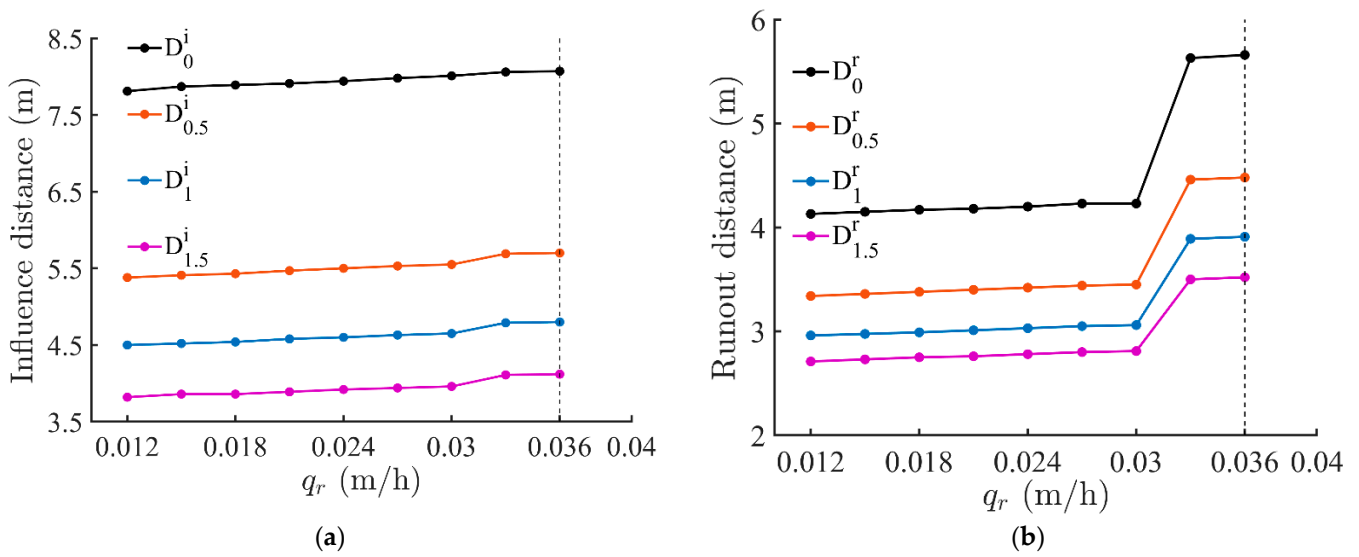 Influence distance (m)
8.5
7.5
6.5
5.5
4.5
3.5
D₀ⁱ
D₀.₅ⁱ
D₁ⁱ
D₁.₅ⁱ
0.012 0.018 0.024 0.03 0.036 0.04
qᵣ (m/h)
(a)
Runout distance (m)
6
5
4
3
2
D₀ʳ
D₀.₅ʳ
D₁ʳ
D₁.₅ʳ
0.012 0.018 0.024 0.03 0.036 0.04
qᵣ (m/h)
(b)